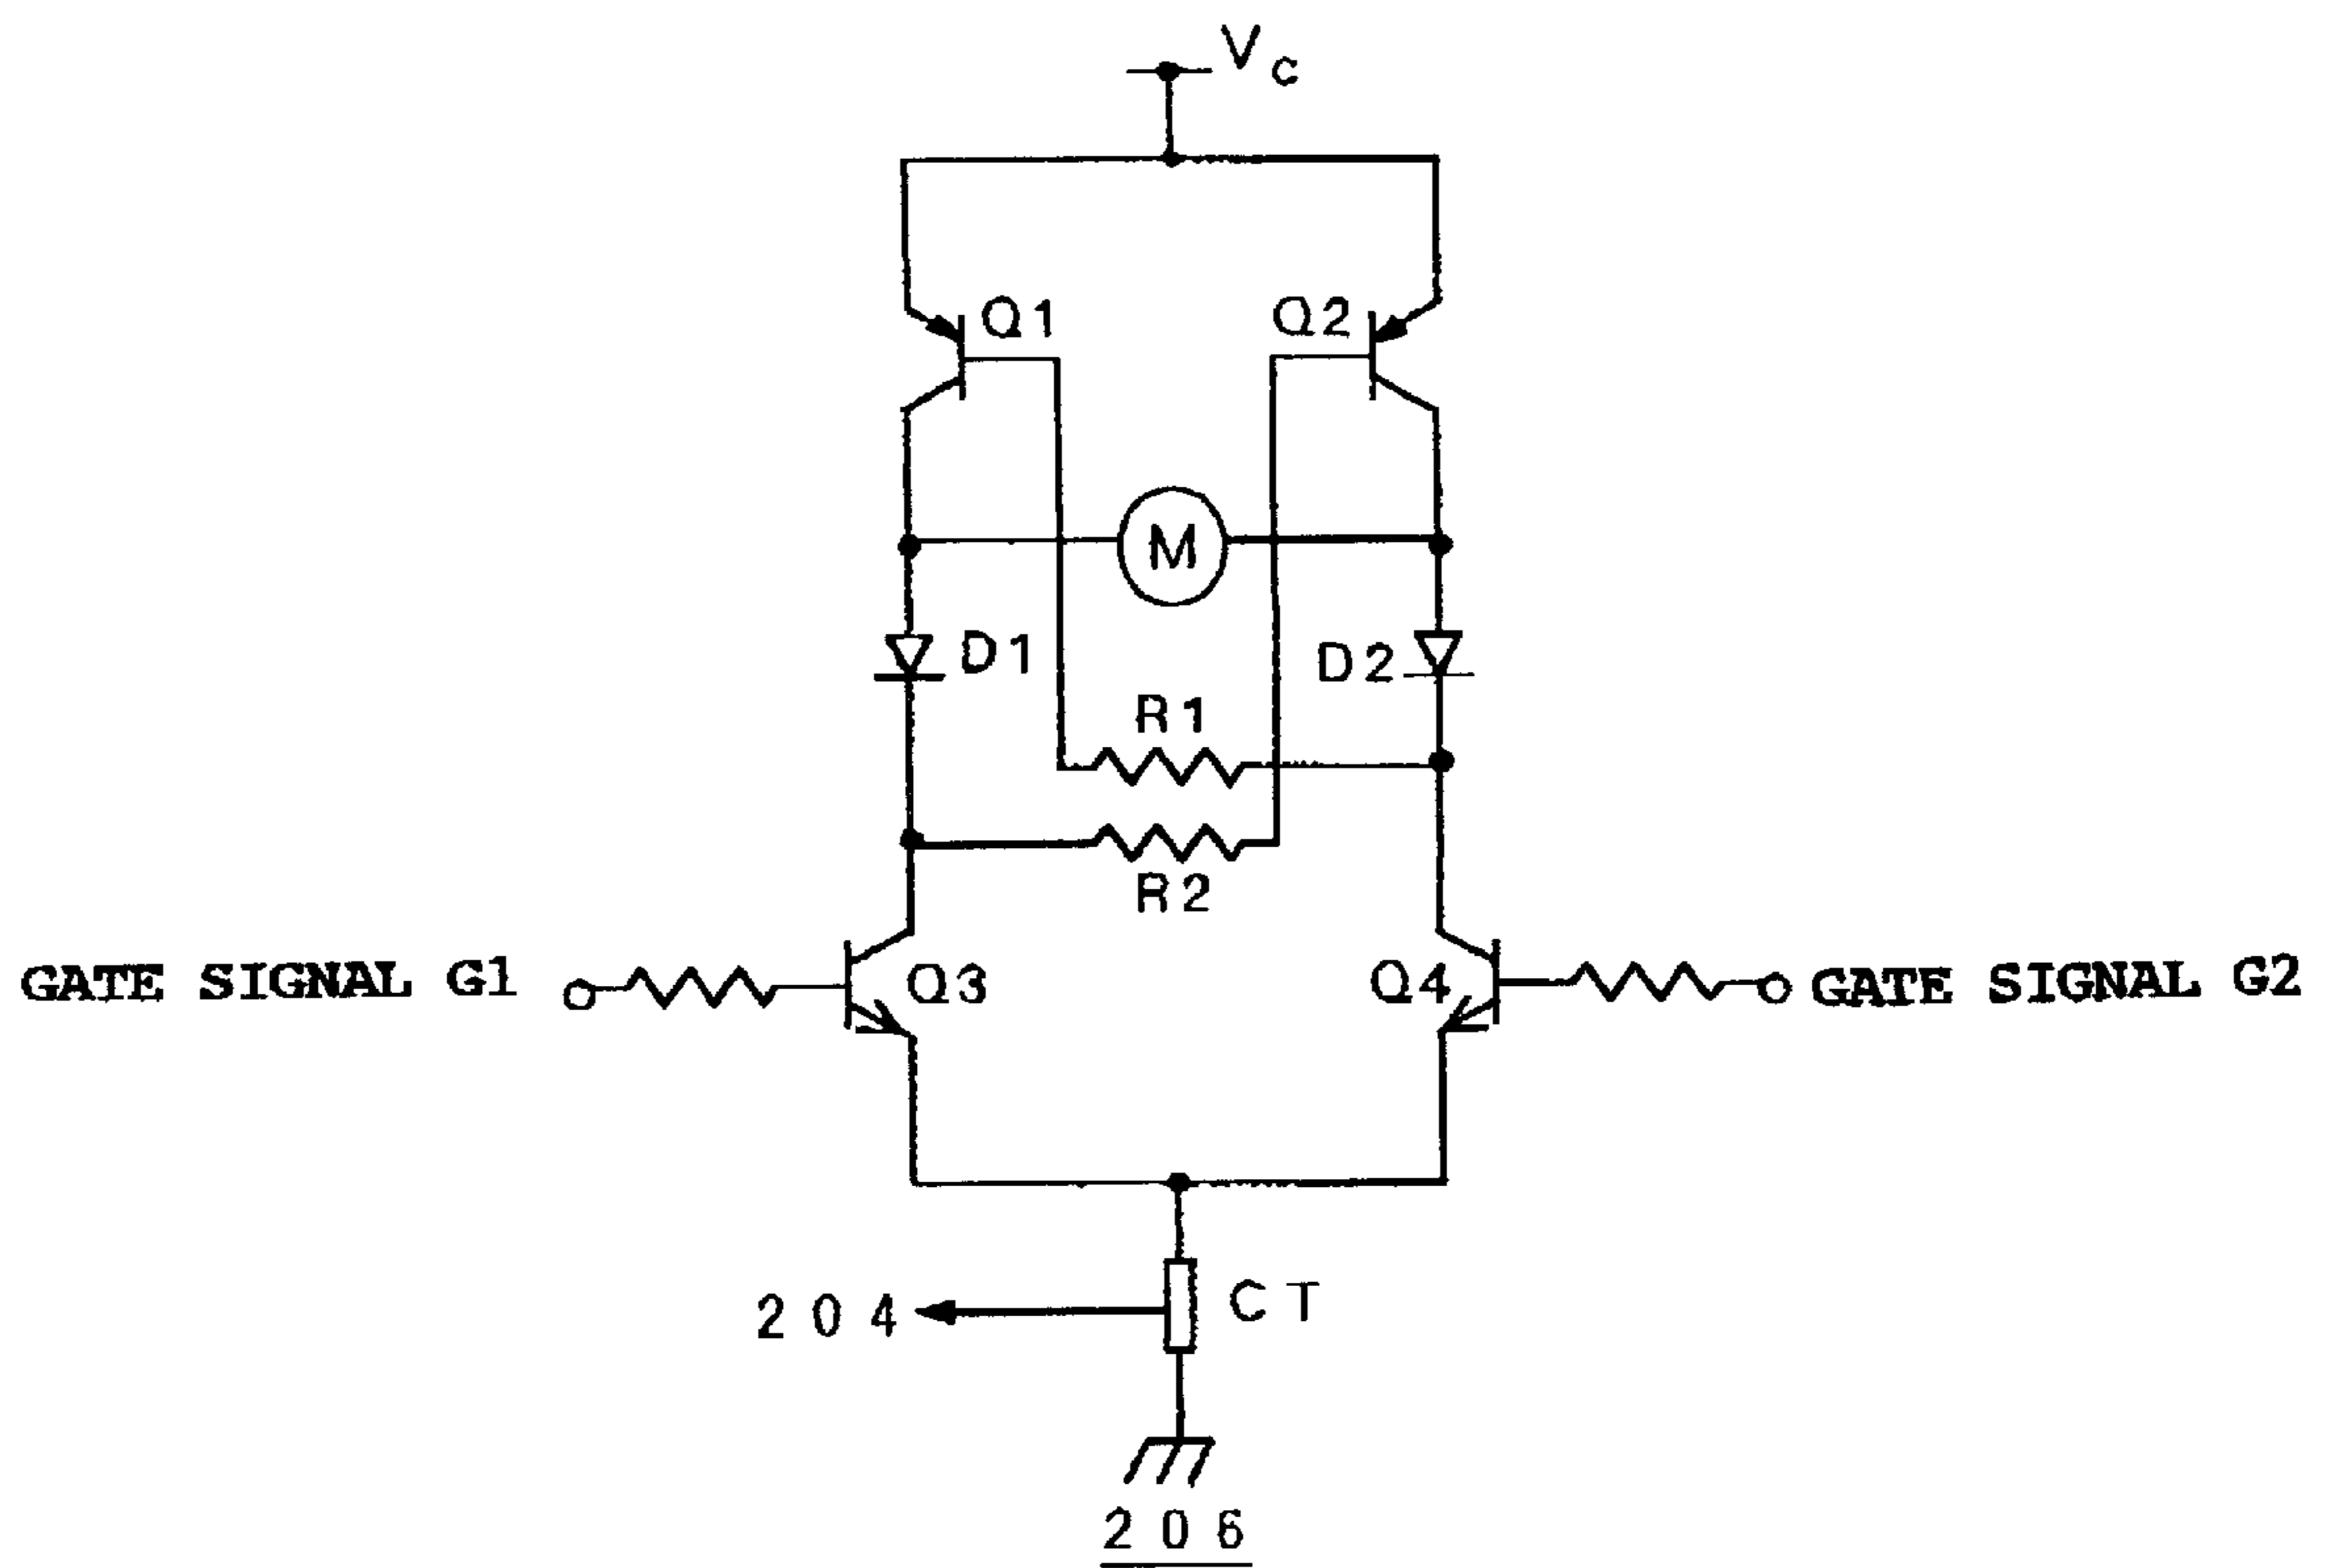 Vc
Q1 Q2
M
D1 D2
R1
R2
GATE SIGNAL G1 Q3 Q4 GATE SIGNAL G2
204 CT
206